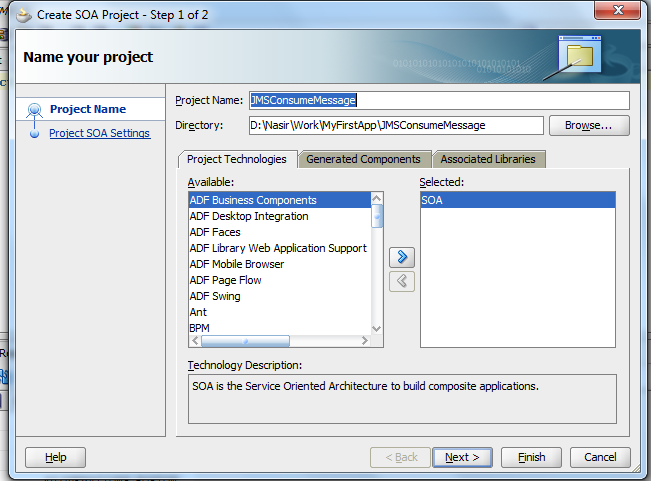 Create SOA Project - Step 1 of 2
Name your project
Project Name
Project SOA Settings
Project Name: JMSConsumeMessage
Directory: D:\Nasir\Work\MyFirstApp\JMSConsumeMessage Browse...
Project Technologies Generated Components Associated Libraries
Available: Selected:
ADF Business Components SOA
ADF Desktop Integration
ADF Faces
ADF Library Web Application Support
ADF Mobile Browser
ADF Page Flow
ADF Swing
Ant
BPM
Technology Description:
SOA is the Service Oriented Architecture to build composite applications.
Help < Back Next > Finish Cancel